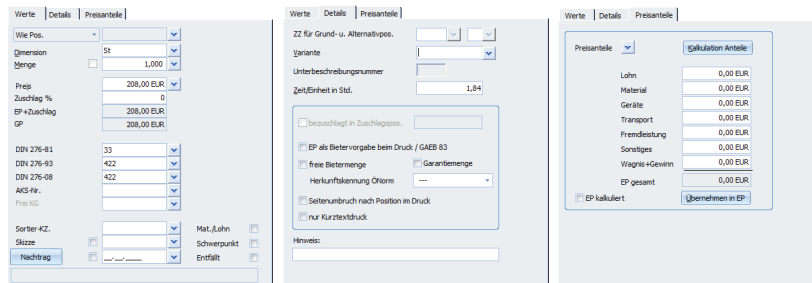 Werte Details Preisanteile
Wie Pos.
Dimension St
Menge 1,000
Preis 208,00 EUR
Zuschlag % 0
EP+Zuschlag 208,00 EUR
GP 208,00 EUR
DIN 276-81 33
DIN 276-93 422
DIN 276-08 422
AKS-Nr.
Frei KG
Sortier-KZ. Mat./Lohn
Skizze Schwerpunkt
Nachtrag __.__.____ Entfällt
Werte Details Preisanteile
ZZ für Grund- u. Alternativpos.
Variante
Unterbeschreibungsnummer
Zeit/Einheit in Std. 1,84
bezuschlagt in Zuschlagspos.
EP als Bietervorgabe beim Druck / GAEB 83
freie Bietermenge Garantiemenge
Herkunftskennung ÖNorm ---
Seitenumbruch nach Position im Druck
nur Kurztextdruck
Hinweis:
Werte Details Preisanteile
Preisanteile Kalkulation Anteile
Lohn 0,00 EUR
Material 0,00 EUR
Geräte 0,00 EUR
Transport 0,00 EUR
Fremdleistung 0,00 EUR
Sonstiges 0,00 EUR
Wagnis+Gewinn 0,00 EUR
EP gesamt 0,00 EUR
EP kalkuliert Übernehmen in EP